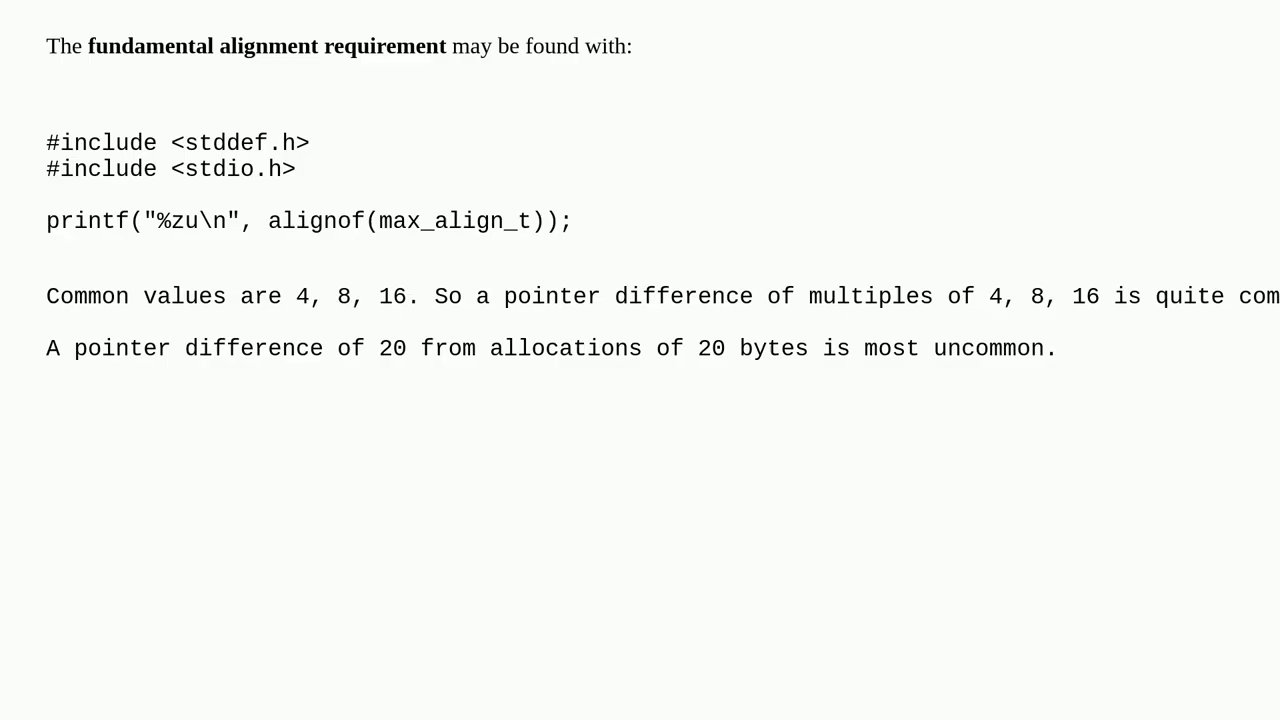 The fundamental alignment requirement may be found with:
#include <stddef.h>
#include <stdio.h>
printf("%zu\n", alignof(max_align_t));
Common values are 4, 8, 16. So a pointer difference of multiples of 4, 8, 16 is quite
A pointer difference of 20 from allocations of 20 bytes is most uncommon.